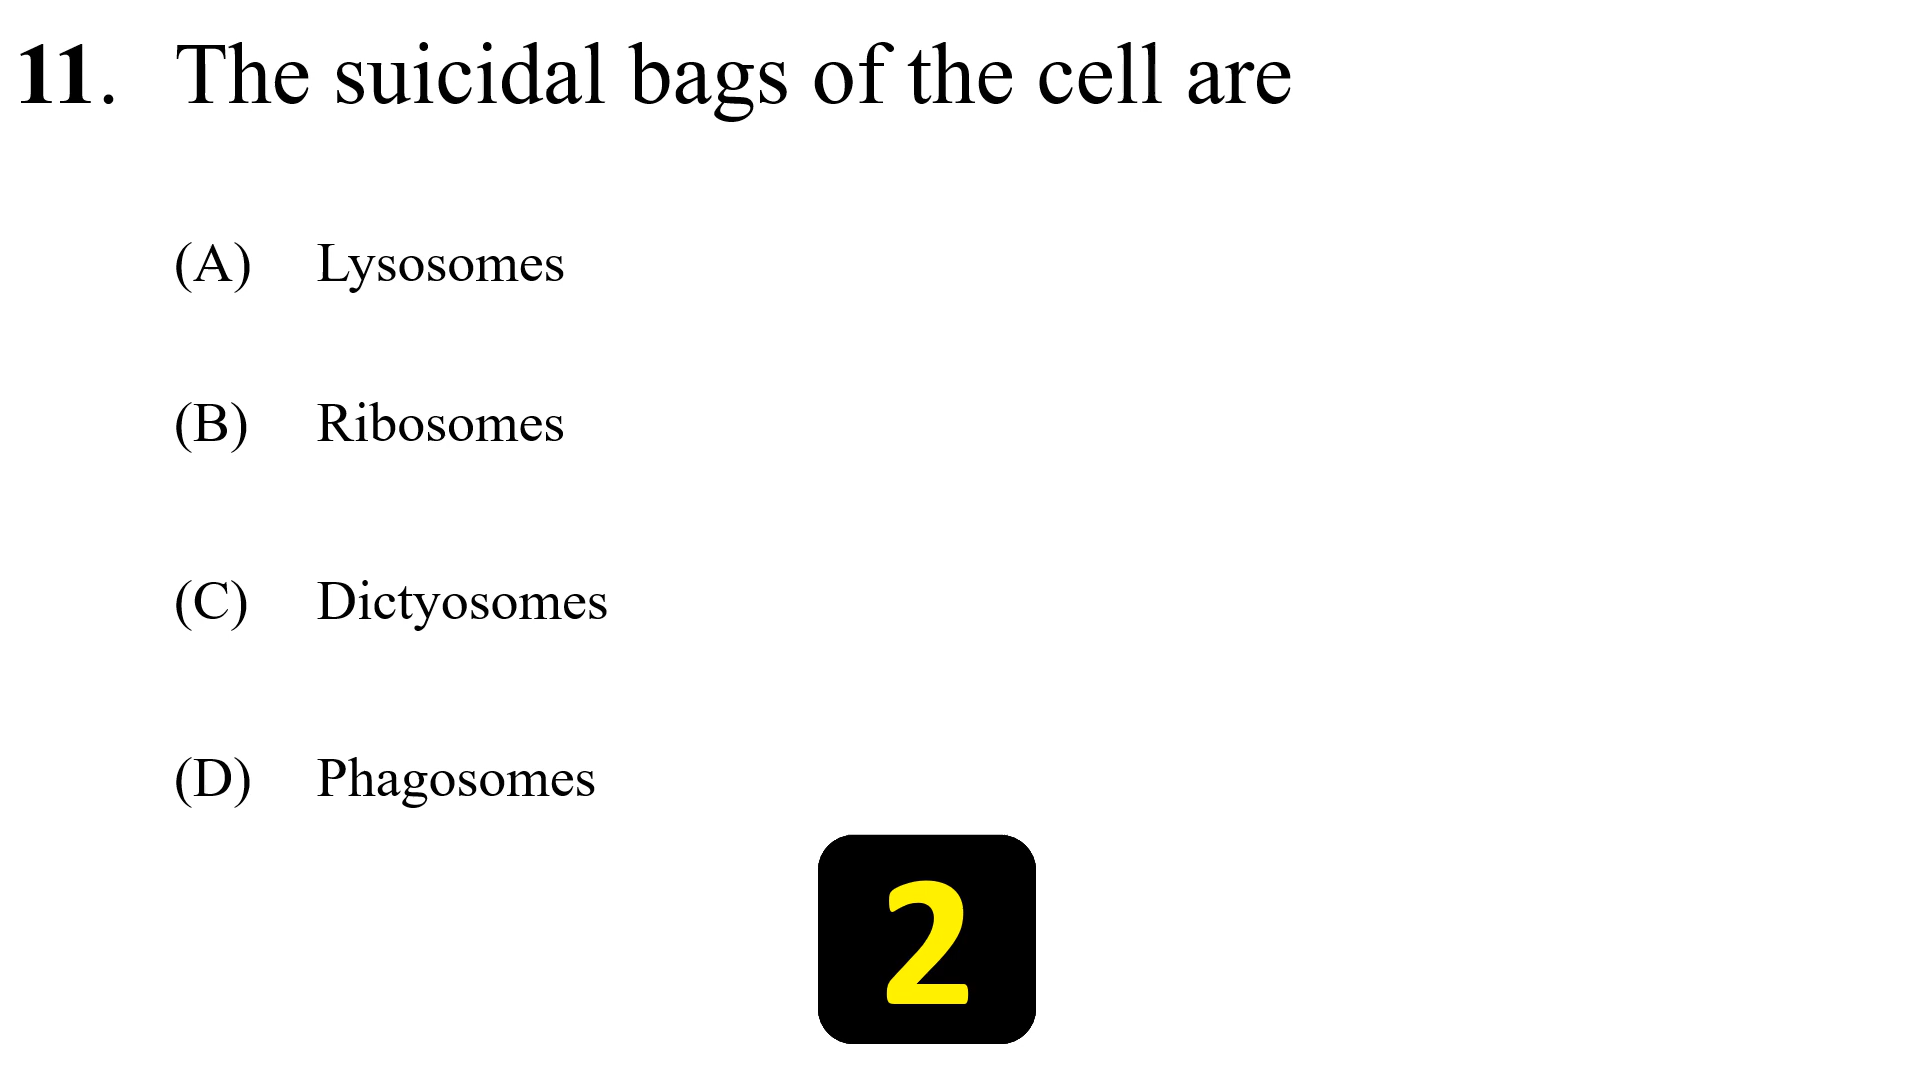 11. The suicidal bags of the cell are
(A) Lysosomes
(B) Ribosomes
(C) Dictyosomes
(D) Phagosomes
2